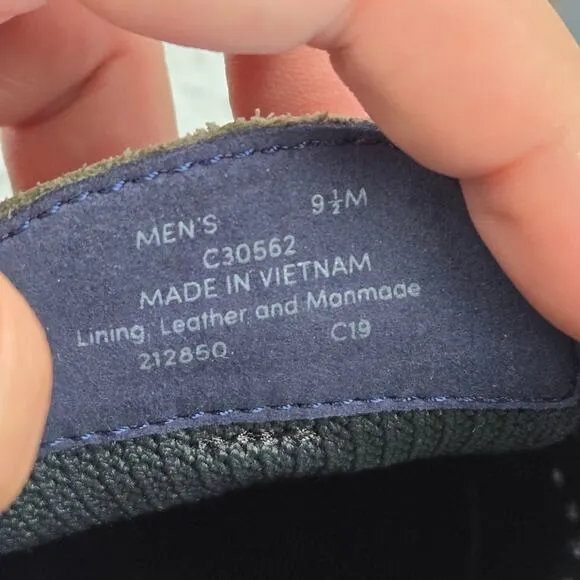 MEN'S 9½M
C30562
MADE IN VIETNAM
Lining, Leather and Manmade
212850 C19